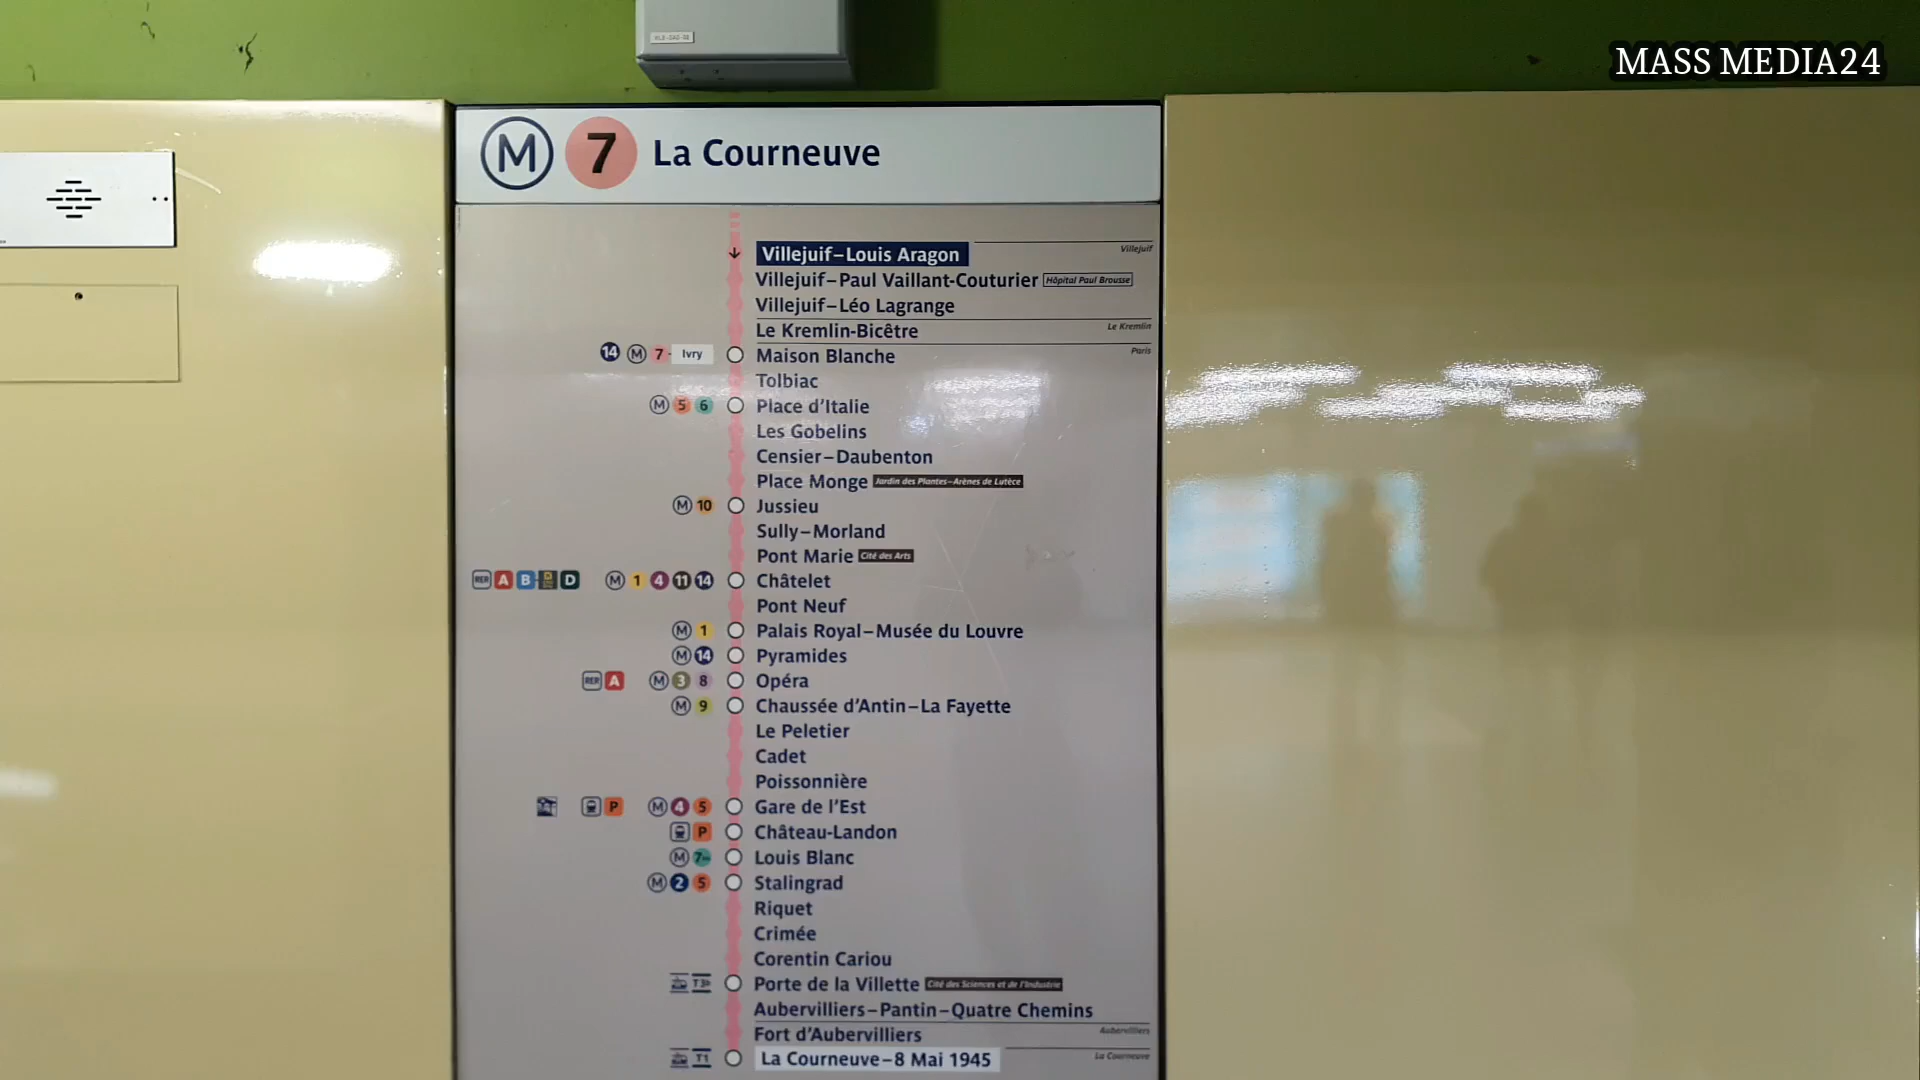 MASS MEDIA24
M 7 La Courneuve
Villejuif–Louis Aragon Villejuif
Villejuif–Paul Vaillant-Couturier Hôpital Paul Brousse
Villejuif–Léo Lagrange
Le Kremlin-Bicêtre Le Kremlin
14 M 7 Ivry Maison Blanche Paris
Tolbiac
M 5 6 Place d'Italie
Les Gobelins
Censier–Daubenton
Place Monge Jardin des Plantes–Arènes de Lutèce
M 10 Jussieu
Sully–Morland
Pont Marie Cité des Arts
RER A B D M 1 4 11 14 Châtelet
Pont Neuf
M 1 Palais Royal–Musée du Louvre
M 14 Pyramides
RER A M 3 8 Opéra
M 9 Chaussée d'Antin–La Fayette
Le Peletier
Cadet
Poissonnière
P M 4 5 Gare de l'Est
P Château-Landon
M 7bis Louis Blanc
M 2 5 Stalingrad
Riquet
Crimée
Corentin Cariou
T3b Porte de la Villette Cité des Sciences et de l'Industrie
Aubervilliers–Pantin–Quatre Chemins
Fort d'Aubervilliers Aubervilliers
T1 La Courneuve–8 Mai 1945 La Courneuve